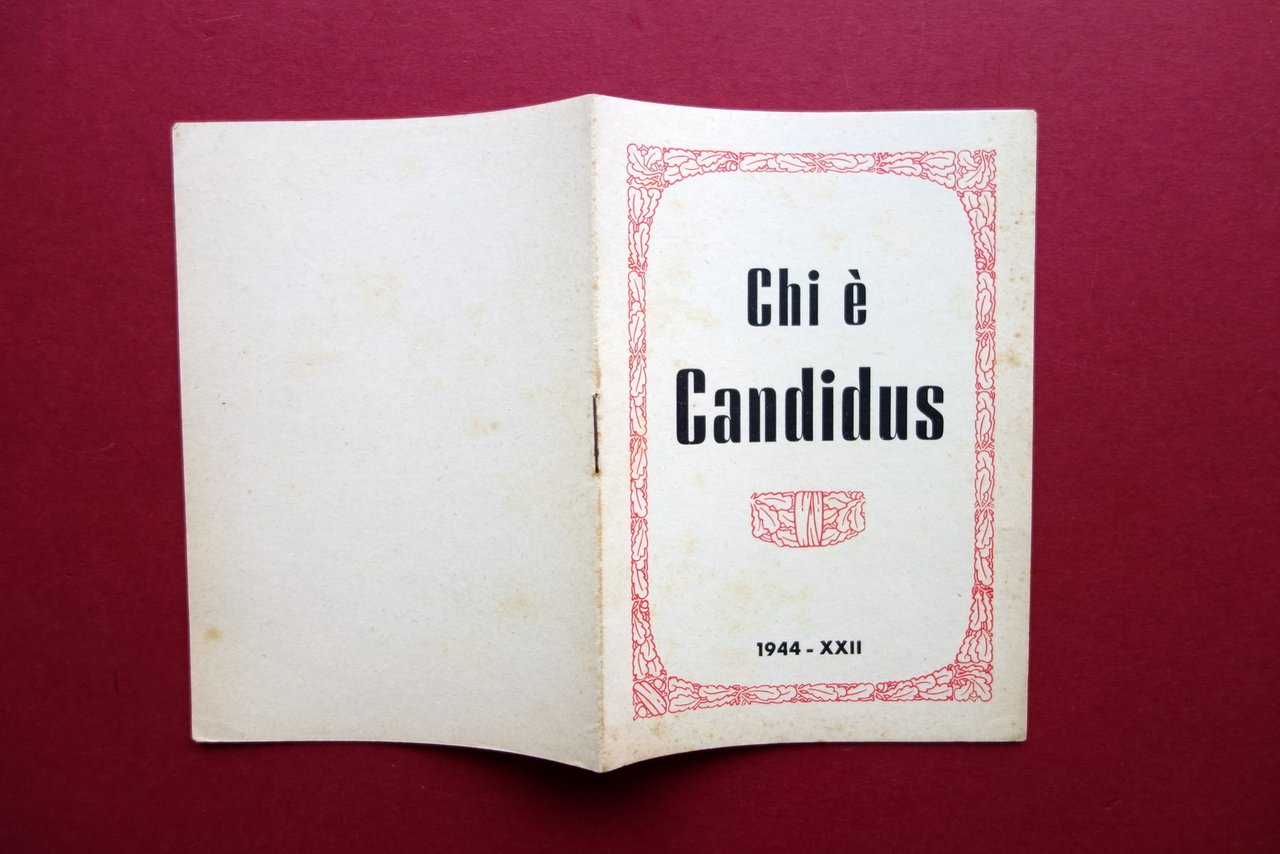 Chi è
Candidus
1944 - XXII